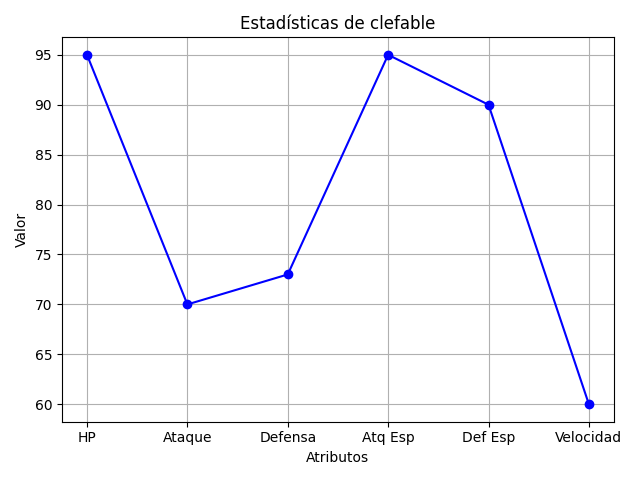 Estadísticas de clefable
Valor
95
90
85
80
75
70
65
60
HP Ataque Defensa Atq Esp Def Esp Velocidad
Atributos